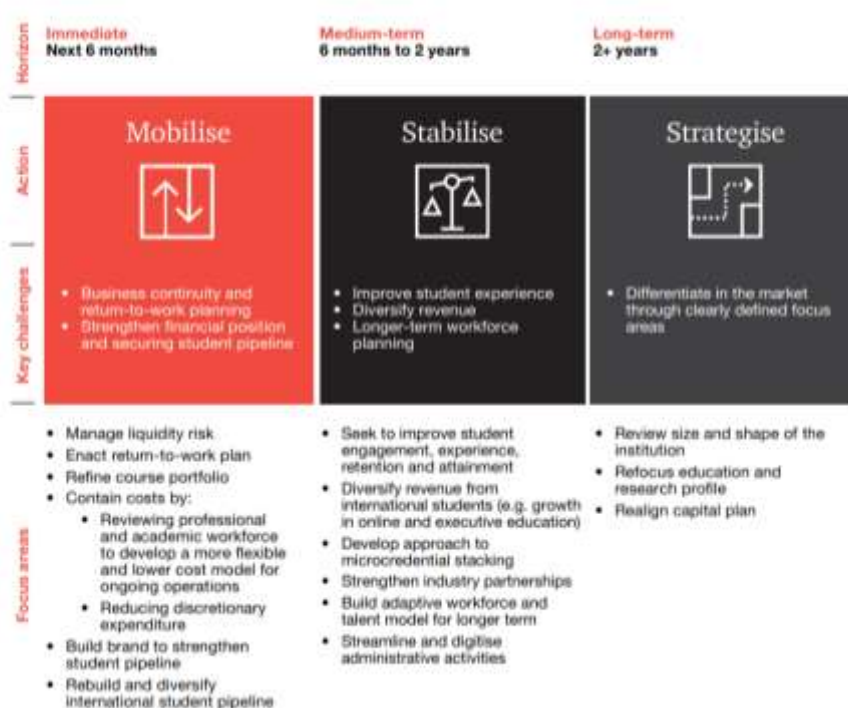 Horizon
Immediate
Next 6 months
Medium-term
6 months to 2 years
Long-term
2+ years
Action
Mobilise
Stabilise
Strategise
Key challenges
• Business continuity and
return-to-work planning
• Strengthen financial position
and securing student pipeline
• Improve student experience
• Diversify revenue
• Longer-term workforce
planning
• Differentiate in the market
through clearly defined focus
areas
Focus areas
• Manage liquidity risk
• Enact return-to-work plan
• Refine course portfolio
• Contain costs by:
• Reviewing professional
and academic workforce
to develop a more flexible
and lower cost model for
ongoing operations
• Reducing discretionary
expenditure
• Build brand to strengthen
student pipeline
• Rebuild and diversify
international student pipeline
• Seek to improve student
engagement, experience,
retention and attainment
• Diversify revenue from
international students (e.g. growth
in online and executive education)
• Develop approach to
microcredential stacking
• Strengthen industry partnerships
• Build adaptive workforce and
talent model for longer term
• Streamline and digitise
administrative activities
• Review size and shape of the
institution
• Refocus education and
research profile
• Realign capital plan